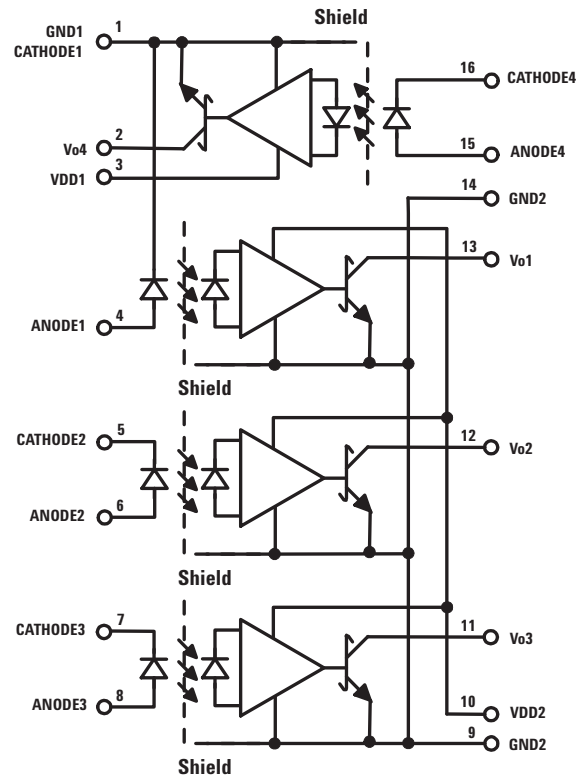 Shield
GND1 1
CATHODE1
16 CATHODE4
2
Vo4
3
VDD1
15 ANODE4
14 GND2
13 Vo1
4
ANODE1
Shield
5
CATHODE2
12 Vo2
6
ANODE2
Shield
7
CATHODE3
11 Vo3
8
ANODE3
10 VDD2
9 GND2
Shield